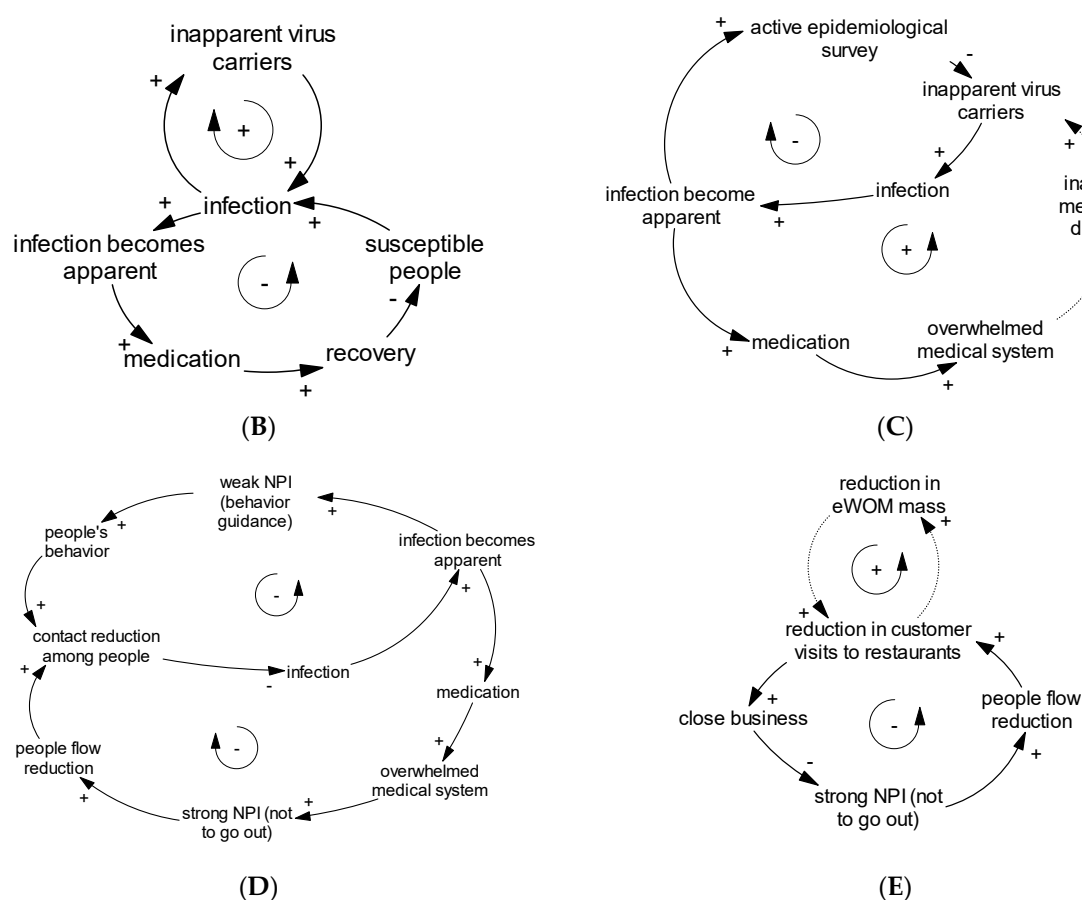 inapparent virus
carriers
+
+
+
infection
+
+
infection becomes
apparent
susceptible
people
-
-
+
medication
recovery
+
(B)
+
active epidemiological
survey
-
inapparent virus
carriers
-
+
+
infection
infection become
apparent
+
+
+
medication
overwhelmed
medical system
+
(C)
weak NPI
(behavior
guidance)
+
+
people's
behavior
infection becomes
apparent
-
+
+
contact reduction
among people
+
infection
-
+
medication
people flow
reduction
-
+
overwhelmed
medical system
+
+
strong NPI (not
to go out)
(D)
reduction in
eWOM mass
+
+
+
reduction in customer
visits to restaurants
+
+
close business
-
people flow
reduction
-
+
strong NPI (not
to go out)
(E)